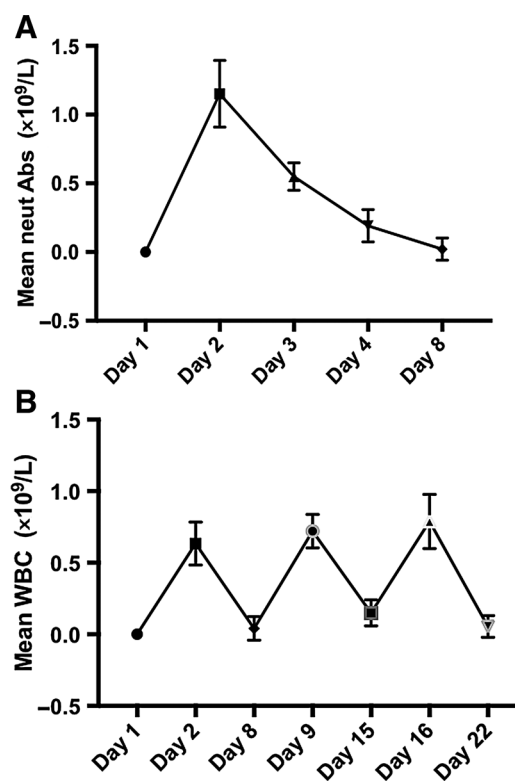 A
Mean neut Abs (×10⁹/L)
1.5
1.0
0.5
0.0
–0.5
Day 1
Day 2
Day 3
Day 4
Day 8
B
Mean WBC (×10⁹/L)
1.5
1.0
0.5
0.0
–0.5
Day 1
Day 2
Day 8
Day 9
Day 15
Day 16
Day 22